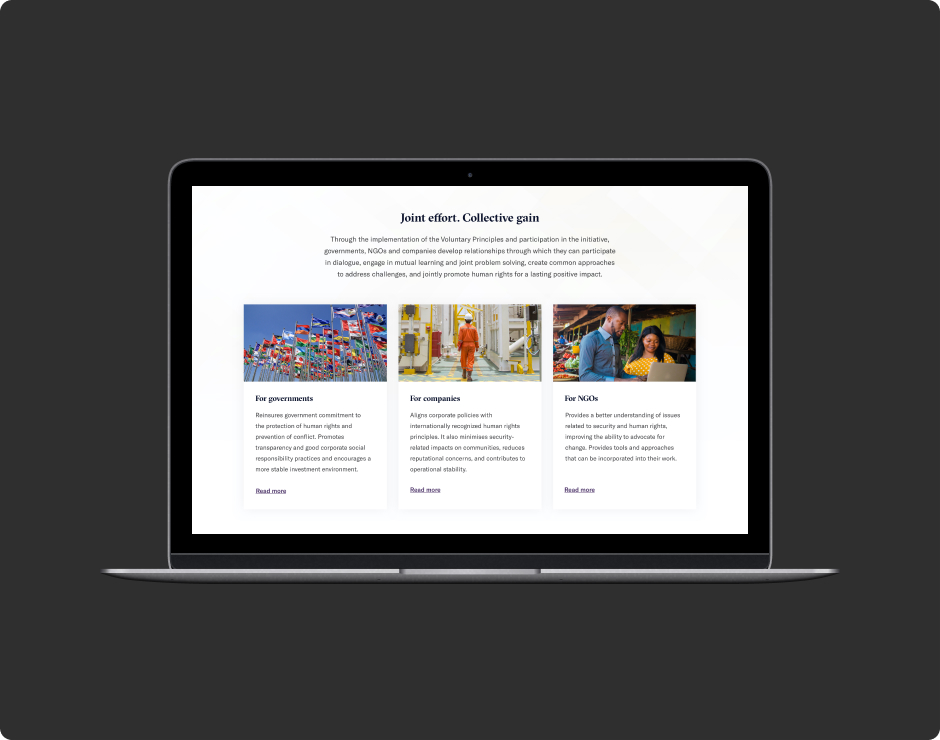 Joint effort. Collective gain
Through the implementation of the Voluntary Principles and participation in the Initiative,
governments, NGOs and companies develop relationships through which they can participate
in dialogue, engage in mutual learning and joint problem solving, create common approaches
to address challenges, and jointly promote human rights for a lasting positive impact.
For governments
Reinsures government commitment to
the protection of human rights and
prevention of conflict. Promotes
transparency and good corporate social
responsibility practices and encourages a
more stable investment environment.
Read more
For companies
Aligns corporate policies with
internationally recognized human rights
principles. It also minimises security-
related impacts on communities, reduces
reputational concerns, and contributes to
operational stability.
Read more
For NGOs
Provides a better understanding of issues
related to security and human rights,
improving the ability to advocate for
change. Provides tools and approaches
that can be incorporated into their work.
Read more